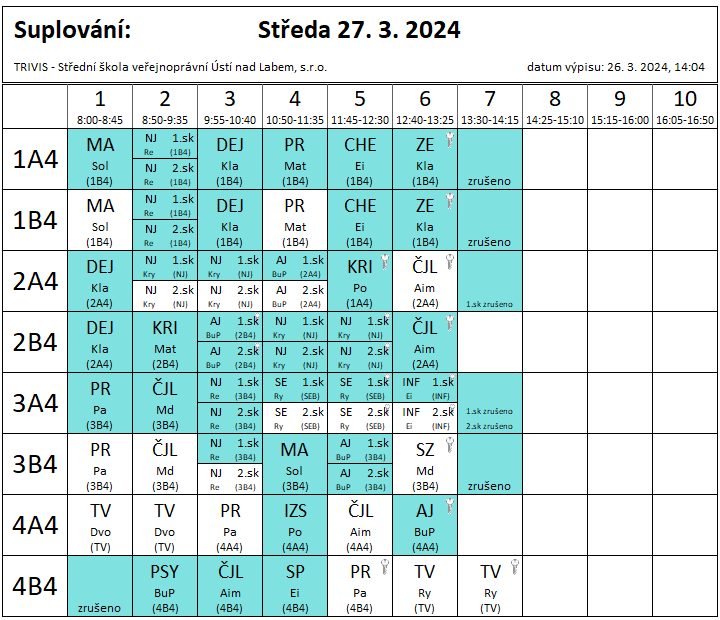 Suplování: Středa 27. 3. 2024
TRIVIS - Střední škola veřejnoprávní Ústí nad Labem, s.r.o. datum výpisu: 26. 3. 2024, 14:04
1 2 3 4 5 6 7 8 9 10
8:00-8:45 8:50-9:35 9:55-10:40 10:50-11:35 11:45-12:30 12:40-13:25 13:30-14:15 14:25-15:10 15:15-16:00 16:05-16:50
1A4
MA NJ 1.sk DEJ PR CHE ZE
Re (1B4)
Sol NJ 2.sk Kla Mat Ei Kla
(1B4) Re (1B4) (1B4) (1B4) (1B4) (1B4) zrušeno
1B4
MA NJ 1.sk DEJ PR CHE ZE
Re (1B4)
Sol NJ 2.sk Kla Mat Ei Kla
(1B4) Re (1B4) (1B4) (1B4) (1B4) (1B4) zrušeno
2A4
DEJ NJ 1.sk NJ 1.sk AJ 1.sk KRI ČJL
Kry (NJ) Kry (NJ) BuP (2A4)
Kla NJ 2.sk NJ 2.sk AJ 2.sk Po Aim
(2A4) Kry (NJ) Kry (NJ) BuP (2A4) (1A4) (2A4) 1.sk zrušeno
2B4
DEJ KRI AJ 1.sk NJ 1.sk NJ 1.sk ČJL
BuP (2B4) Kry (NJ) Kry (NJ)
Kla Mat AJ 2.sk NJ 2.sk NJ 2.sk Aim
(2A4) (2B4) BuP (2B4) Kry (NJ) Kry (NJ) (2A4)
3A4
PR ČJL NJ 1.sk SE 1.sk SE 1.sk INF 1.sk
Re (3B4) Ry (SEB) Ry (SEB) Ei (INF) 1.sk zrušeno
Pa Md NJ 2.sk SE 2.sk SE 2.sk INF 2.sk
(3B4) (3B4) Re (3B4) Ry (SEB) Ry (SEB) Ei (INF) 2.sk zrušeno
3B4
PR ČJL NJ 1.sk MA AJ 1.sk SZ
Re (3B4) BuP (3B4)
Pa Md NJ 2.sk Sol AJ 2.sk Md
(3B4) (3B4) Re (3B4) (3B4) BuP (3B4) (3B4) zrušeno
4A4
TV TV PR IZS ČJL AJ
Dvo Dvo Pa Po Aim BuP
(TV) (TV) (4A4) (4A4) (4A4) (4A4)
4B4
PSY ČJL SP PR TV TV
BuP Aim Ei Pa Ry Ry
zrušeno (4B4) (4B4) (4B4) (4B4) (TV) (TV)